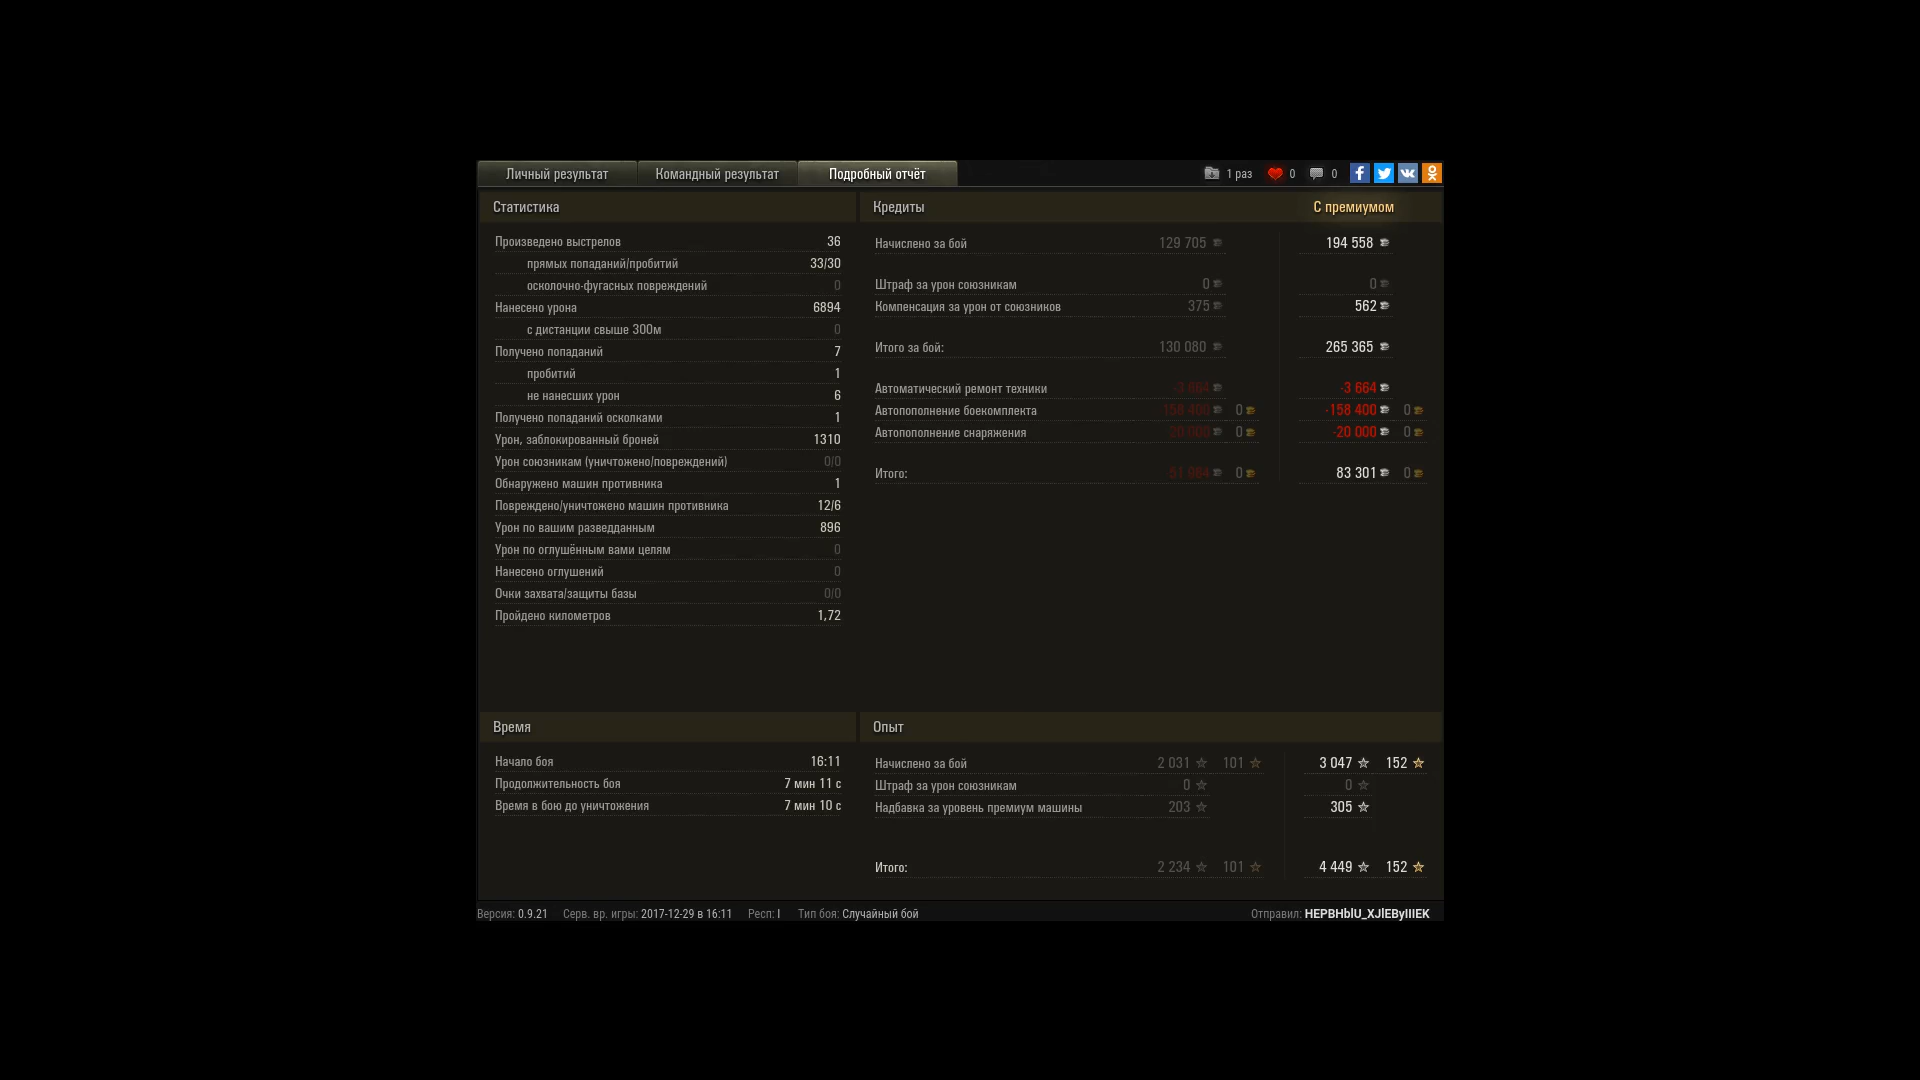 Личный результат Командный результат Подробный отчёт 1 раз 0 0
Статистика
Произведено выстрелов 36
прямых попаданий/пробитий 33/30
осколочно-фугасных повреждений 0
Нанесено урона 6894
с дистанции свыше 300м 0
Получено попаданий 7
пробитий 1
не нанесших урон 6
Получено попаданий осколками 1
Урон, заблокированный броней 1310
Урон союзникам (уничтожено/повреждений) 0/0
Обнаружено машин противника 1
Повреждено/уничтожено машин противника 12/6
Урон по вашим разведданным 896
Урон по оглушённым вами целям 0
Нанесено оглушений 0
Очки захвата/защиты базы 0/0
Пройдено километров 1,72
Кредиты С премиумом
Начислено за бой 129 705 194 558
Штраф за урон союзникам 0 0
Компенсация за урон от союзников 375 562
Итого за бой: 130 080 265 365
Автоматический ремонт техники -3 664 -3 664
Автопополнение боекомплекта -158 400 0 -158 400 0
Автопополнение снаряжения -20 000 0 -20 000 0
Итого: 0 83 301 0
Время
Начало боя 16:11
Продолжительность боя 7 мин 11 с
Время в бою до уничтожения 7 мин 10 с
Опыт
Начислено за бой 2 031 101 3 047 152
Штраф за урон союзникам 0 0
Надбавка за уровень премиум машины 203 305
Итого: 2 234 101 4 449 152
Версия: 0.9.21 Серв. вр. игры: 2017-12-29 в 16:11 Респ: I Тип боя: Случайный бой Отправил: HEPBHblU_XJlEByIIIEK